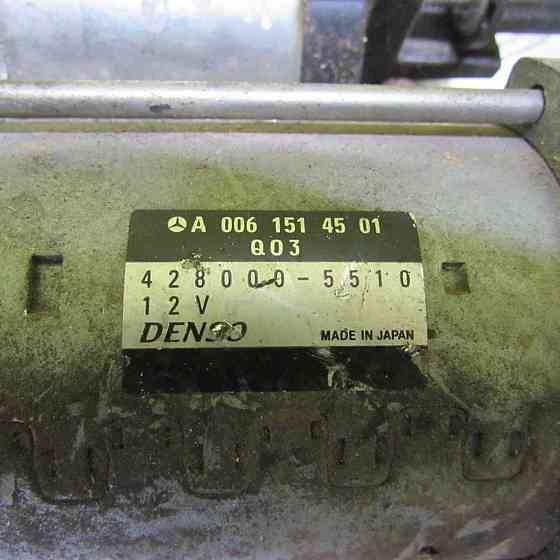 A 006 151 45 01
Q03
428000-5510
12V
DENSO
MADE IN JAPAN